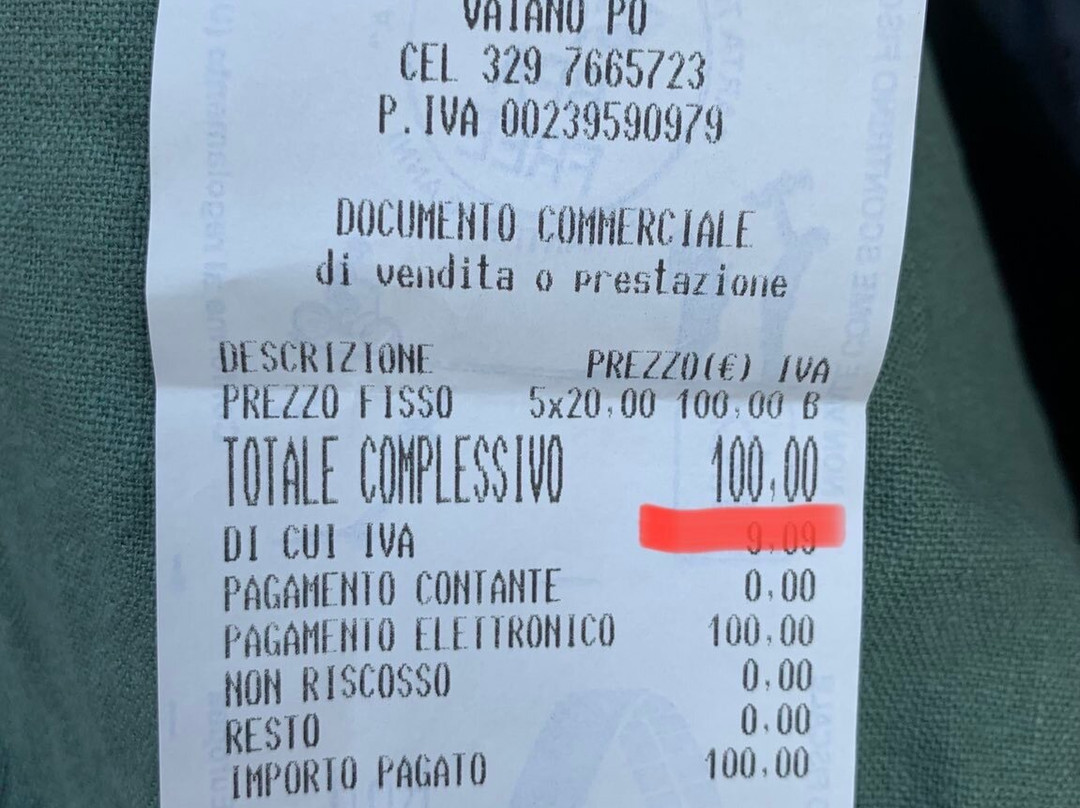 VAIANO PO
CEL 329 7665723
P.IVA 00239590979
DOCUMENTO COMMERCIALE
di vendita o prestazione
DESCRIZIONE PREZZO(€) IVA
PREZZO FISSO 5x20,00 100,00 B
TOTALE COMPLESSIVO 100,00
DI CUI IVA 9,09
PAGAMENTO CONTANTE 0,00
PAGAMENTO ELETTRONICO 100,00
NON RISCOSSO 0,00
RESTO 0,00
IMPORTO PAGATO 100,00